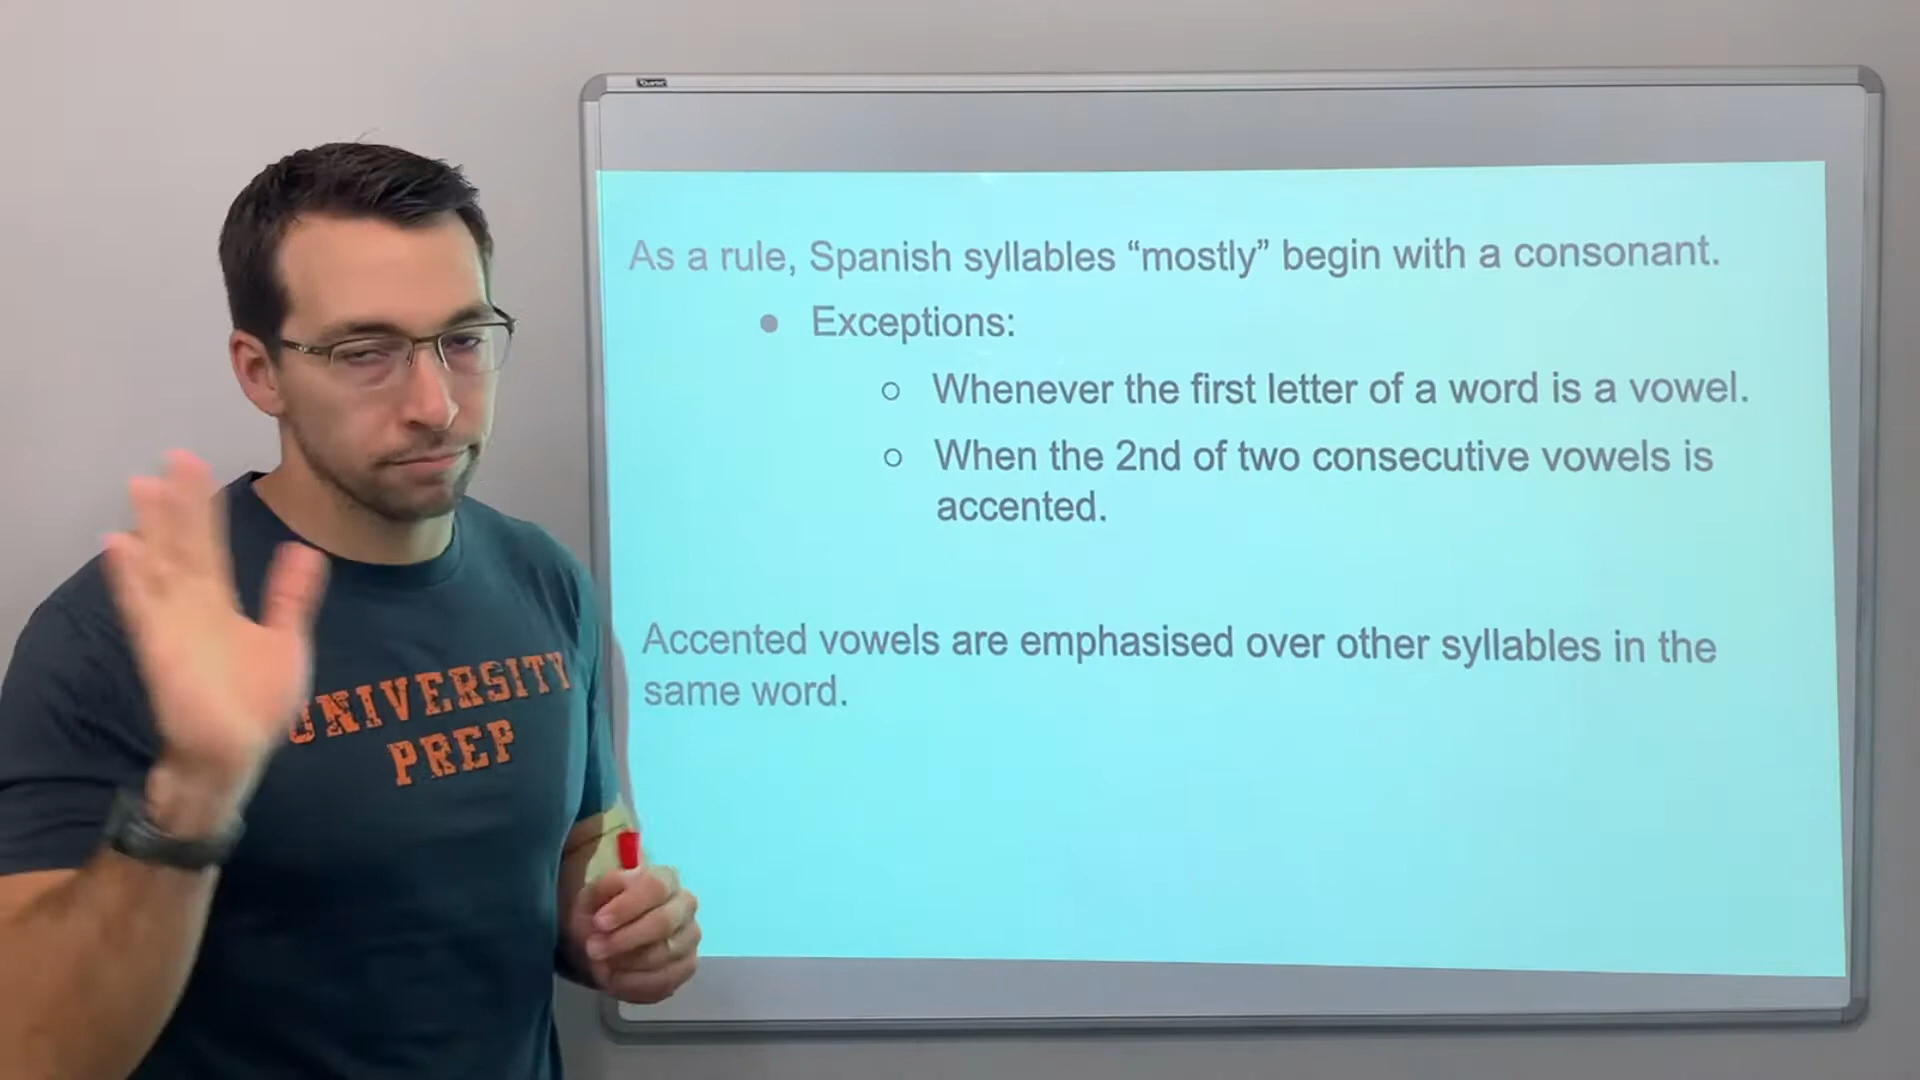 As a rule, Spanish syllables “mostly” begin with a consonant.
● Exceptions:
○ Whenever the first letter of a word is a vowel.
○ When the 2nd of two consecutive vowels is
accented.
Accented vowels are emphasised over other syllables in the
same word.
UNIVERSITY
PREP